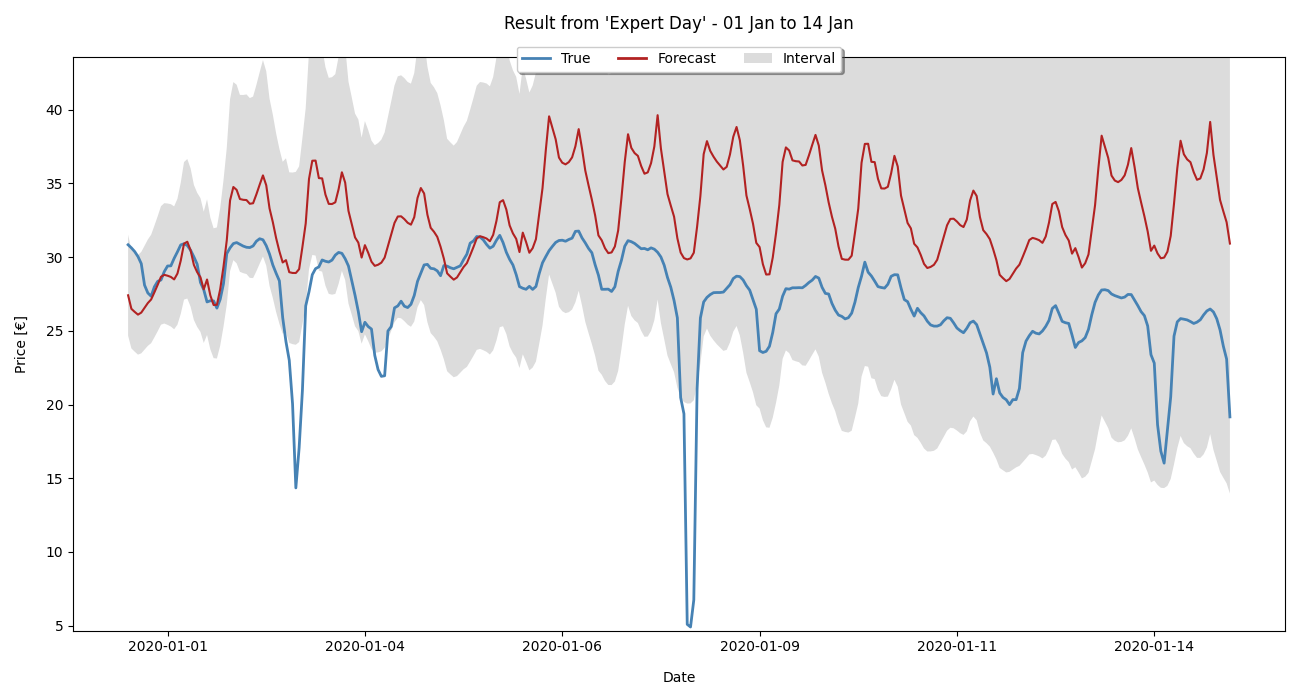 Result from 'Expert Day' - 01 Jan to 14 Jan
True Forecast Interval
40
35
30
25
20
15
10
5
Price [€]
2020-01-01 2020-01-04 2020-01-06 2020-01-09 2020-01-11 2020-01-14
Date